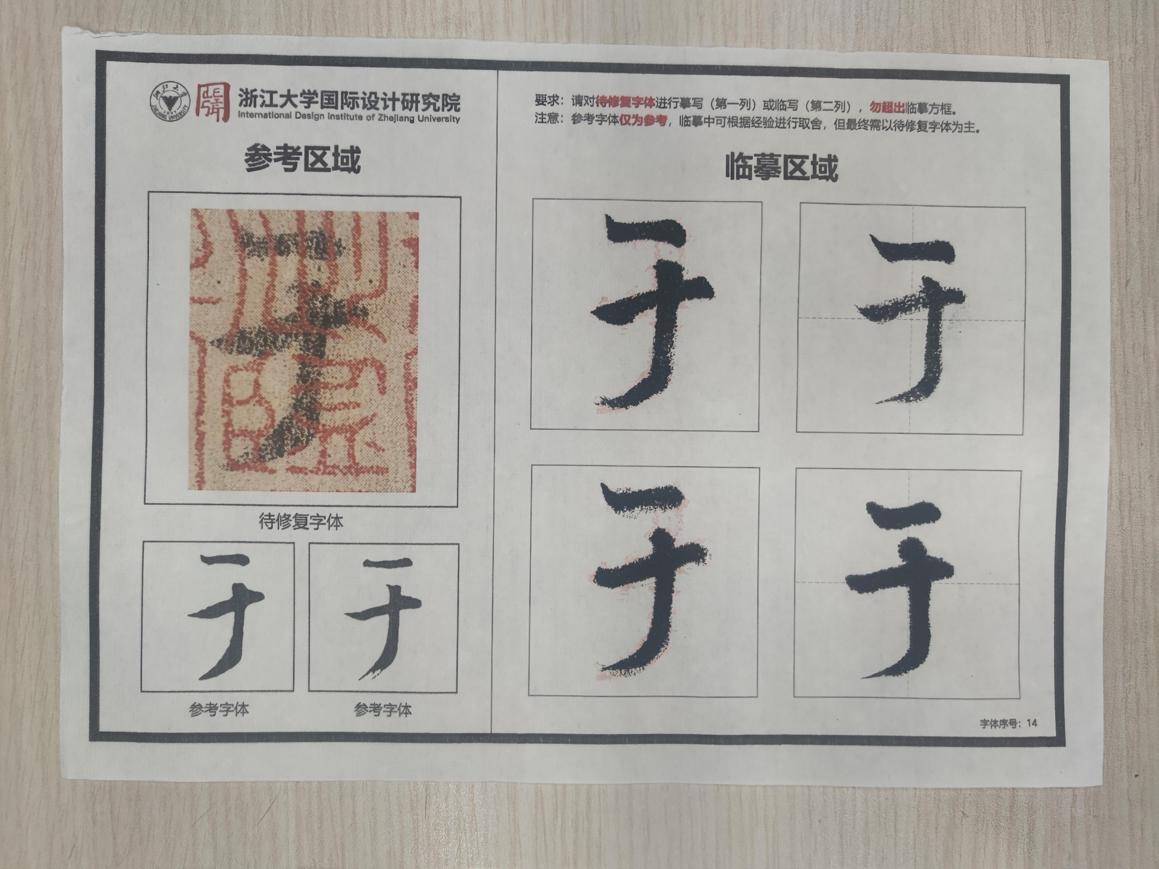 浙江大学国际设计研究院
International Design Institute of Zhejiang University
参考区域
于
待修复字体
于
于
参考字体
参考字体
要求：请对待修复字体进行摹写（第一列）或临写（第二列），勿超出临摹方框。
注意：参考字体仅为参考，临摹中可根据经验进行取舍，但最终需以待修复字体为主。
临摹区域
于
于
于
于
字体序号：14